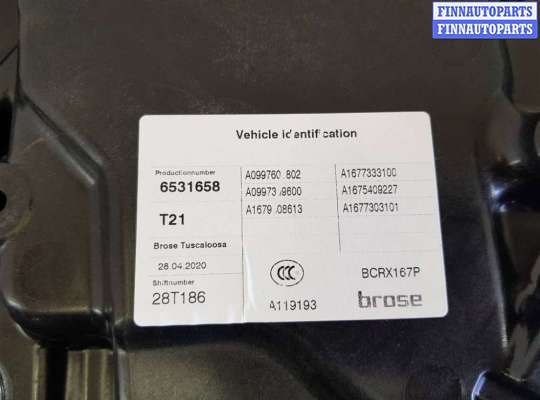 FINNAUTOPARTS
FINNAUTOPARTS
Vehicle identification
Productionnumber
6531658
T21
Brose Tuscaloosa
28.04.2020
Shiftnumber
28T186
A1677333100
A1675409227
A1677303101
CCC
A119193
BCRX167P
brose